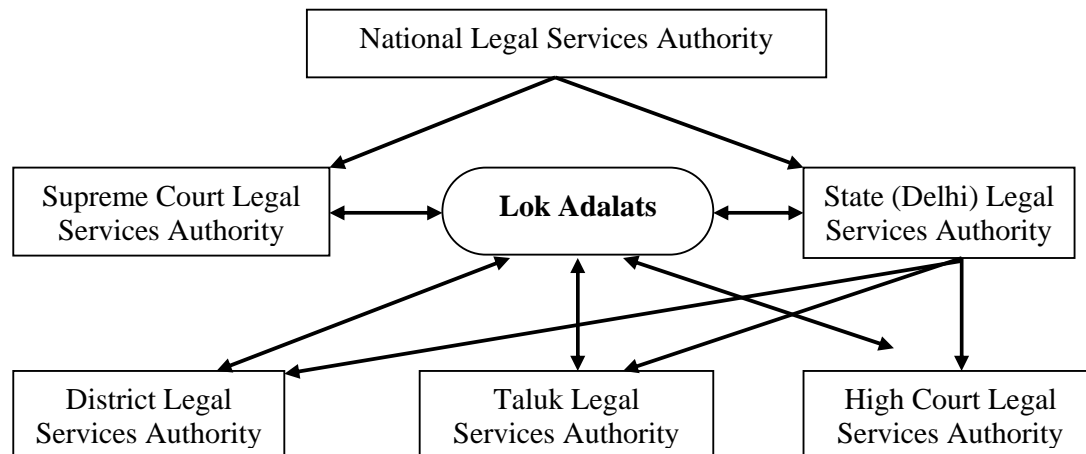 National Legal Services Authority
Supreme Court Legal
Services Authority
Lok Adalats
State (Delhi) Legal
Services Authority
District Legal
Services Authority
Taluk Legal
Services Authority
High Court Legal
Services Authority